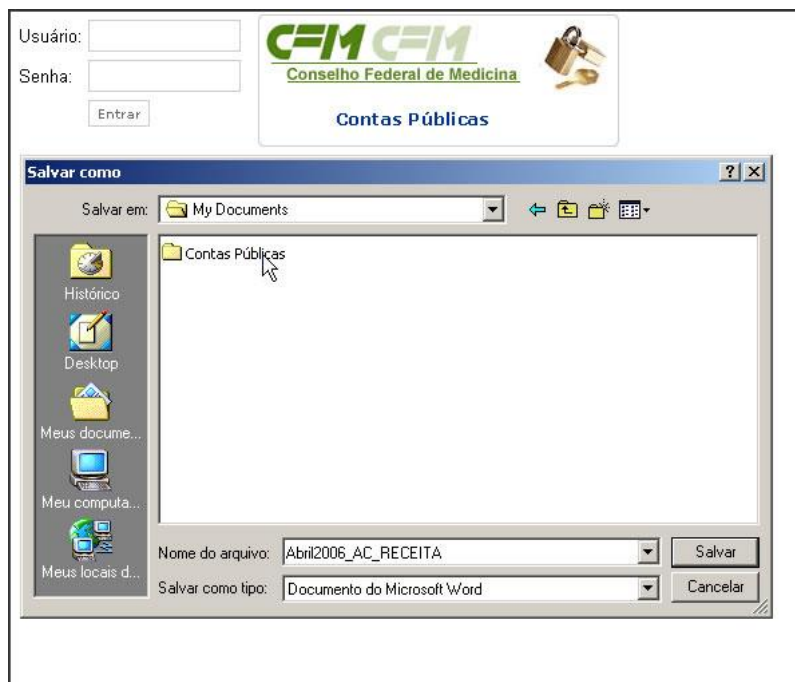 Usuário:
Senha:
Entrar
CFM CFM
Conselho Federal de Medicina
Contas Públicas
Salvar como
Salvar em: My Documents
Contas Públicas
Histórico
Desktop
Meus docume...
Meu computa...
Meus locais d...
Nome do arquivo: Abril2006_AC_RECEITA Salvar
Salvar como tipo: Documento do Microsoft Word Cancelar